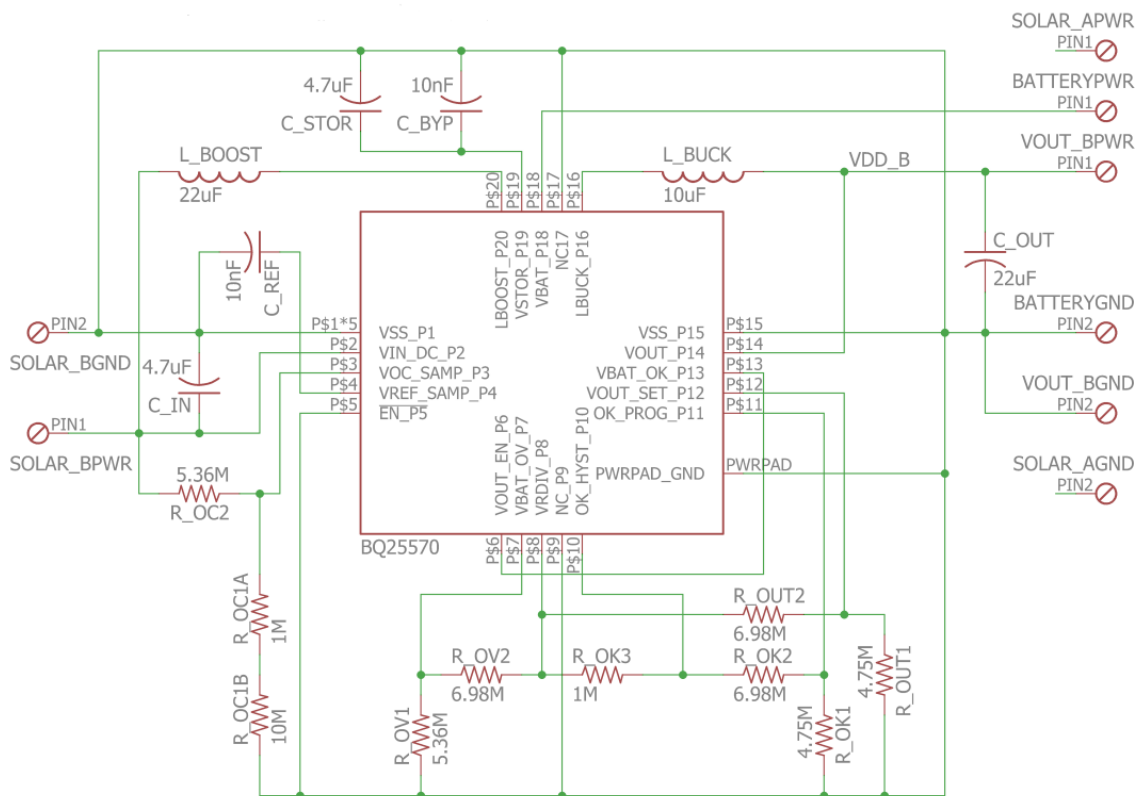 SOLAR_APWR
PIN1
BATTERYPWR
PIN1
VOUT_BPWR
PIN1
4.7uF
C_STOR
10nF
C_BYP
L_BOOST
22uF
L_BUCK
10uF
VDD_B
P$20
P$19
P$18
P$17
P$16
LBOOST_P20
VSTOR_P19
VBAT_P18
NC17
LBUCK_P16
10nF
C_REF
C_OUT
22uF
PIN2
SOLAR_BGND
P$1*5
VSS_P1
P$2
VIN_DC_P2
P$3
VOC_SAMP_P3
P$4
VREF_SAMP_P4
P$5
EN_P5
VSS_P15
P$15
VOUT_P14
P$14
VBAT_OK_P13
P$13
VOUT_SET_P12
P$12
OK_PROG_P11
P$11
PWRPAD_GND
PWRPAD
BATTERYGND
PIN2
VOUT_BGND
PIN2
SOLAR_AGND
PIN2
4.7uF
C_IN
PIN1
SOLAR_BPWR
5.36M
R_OC2
VOUT_EN_P6
VBAT_OV_P7
VRDIV_P8
NC_P9
OK_HYST_P10
BQ25570
P$6
P$7
P$8
P$9
P$10
R_OC1A
1M
R_OC1B
10M
R_OUT2
6.98M
R_OV2
6.98M
R_OK3
1M
R_OK2
6.98M
4.75M
R_OUT1
R_OV1
5.36M
4.75M
R_OK1